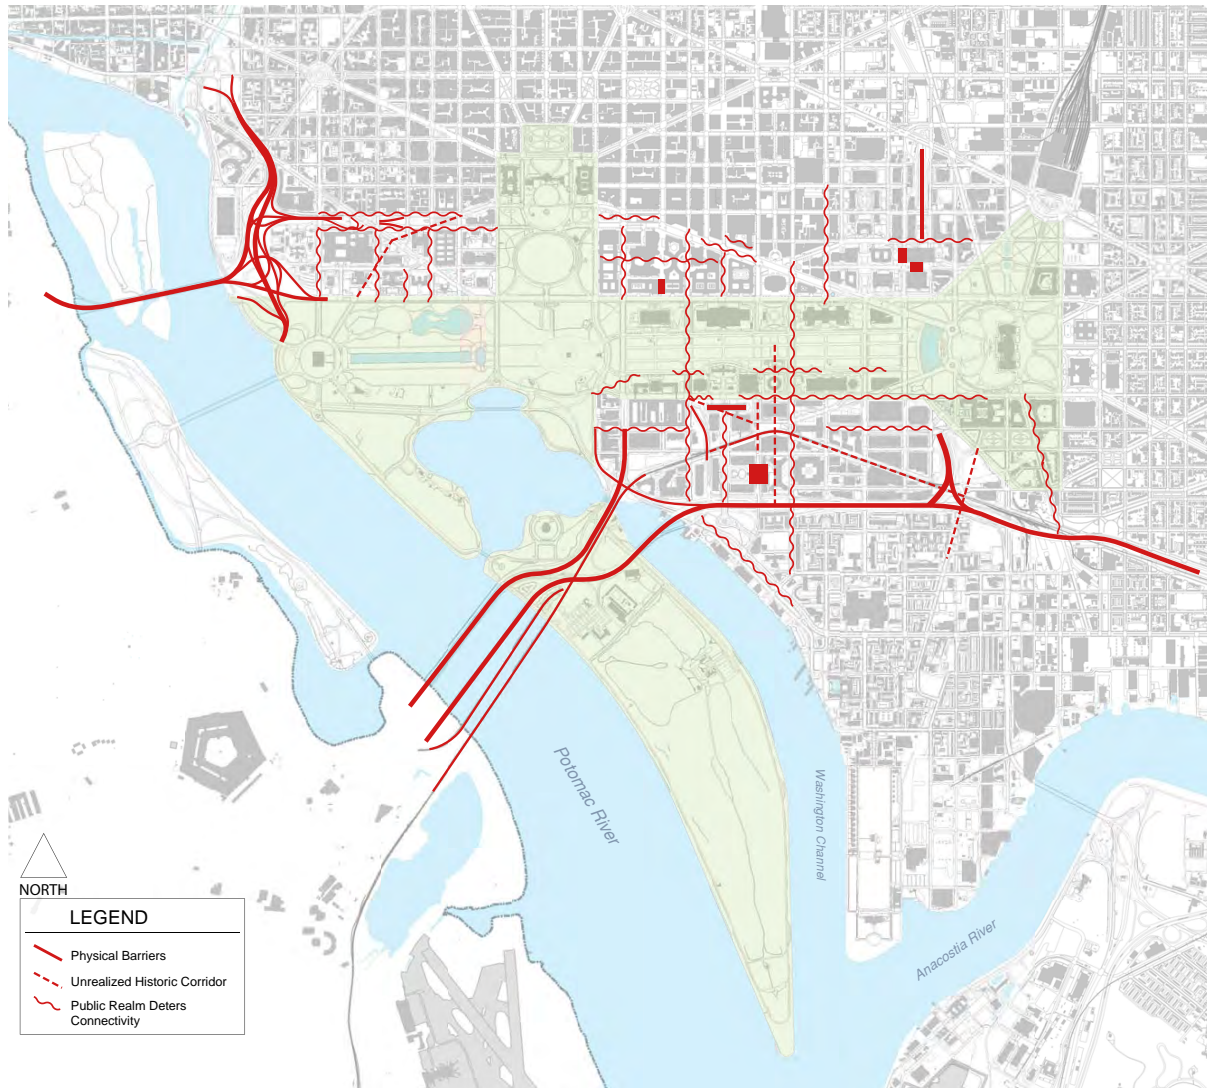 Potomac River
Washington Channel
Anacostia River
NORTH
LEGEND
Physical Barriers
Unrealized Historic Corridor
Public Realm Deters
Connectivity